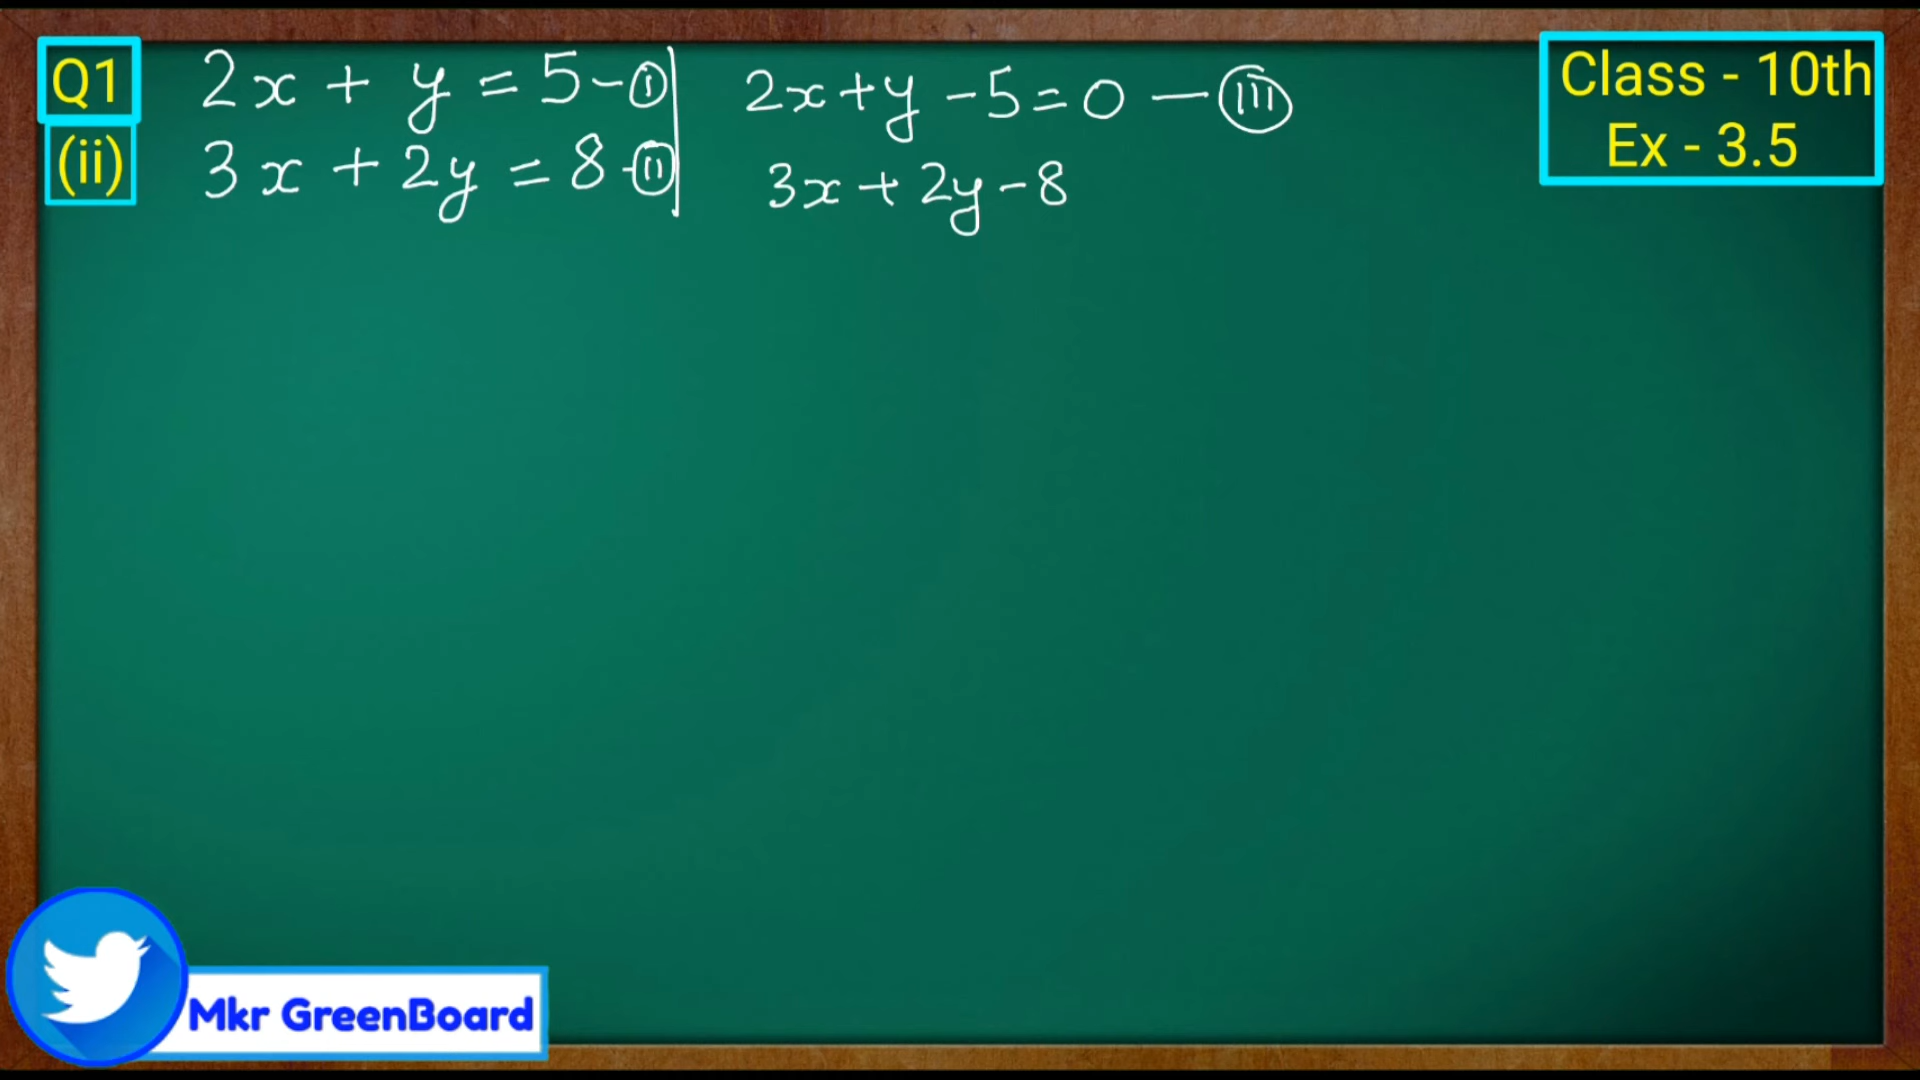 Q1 2x + y = 5 - (i) 2x + y - 5 = 0 - (iii)
(ii) 3x + 2y = 8 - (ii) 3x + 2y - 8
Class - 10th
Ex - 3.5
Mkr GreenBoard